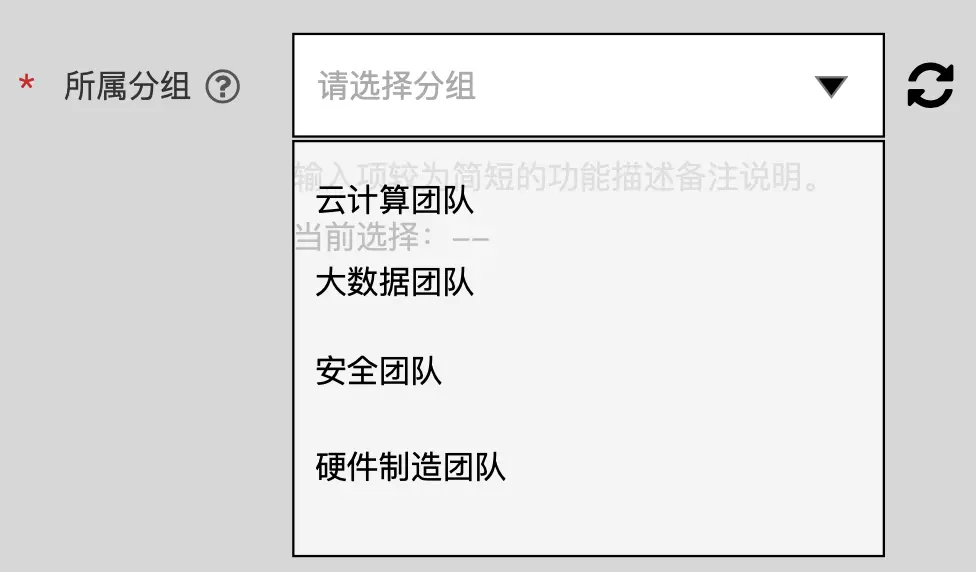 * 所属分组 ?
请选择分组
输入项较为简短的功能描述备注说明。
云计算团队
当前选择：--
大数据团队
安全团队
硬件制造团队